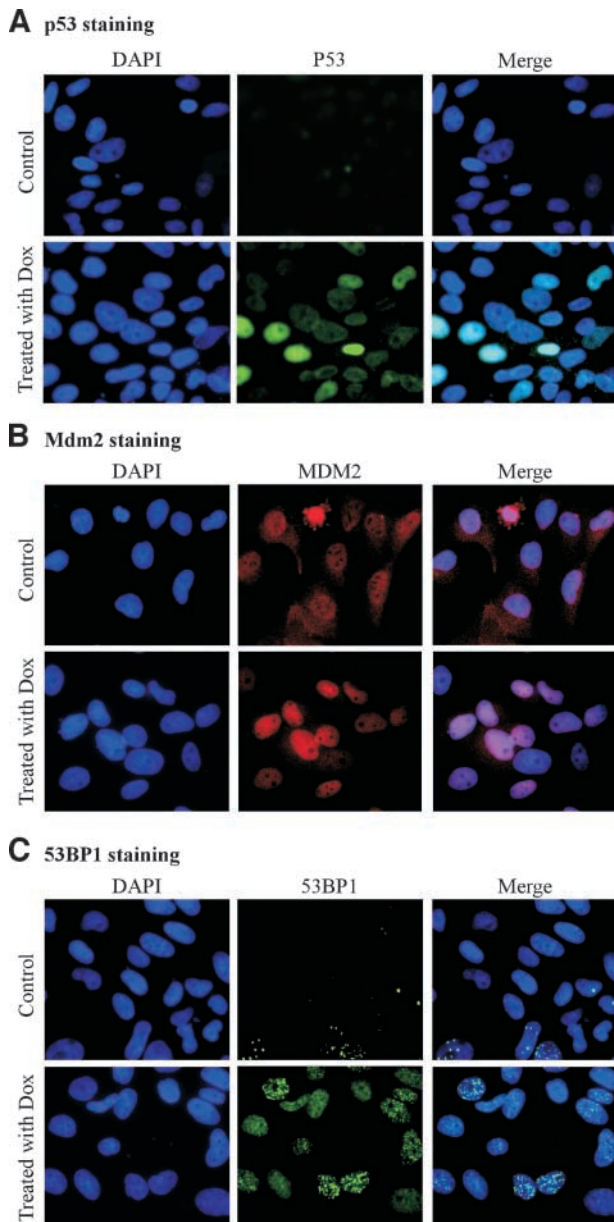 A p53 staining
DAPI P53 Merge
Control
Treated with Dox
B Mdm2 staining
DAPI MDM2 Merge
Control
Treated with Dox
C 53BP1 staining
DAPI 53BP1 Merge
Control
Treated with Dox